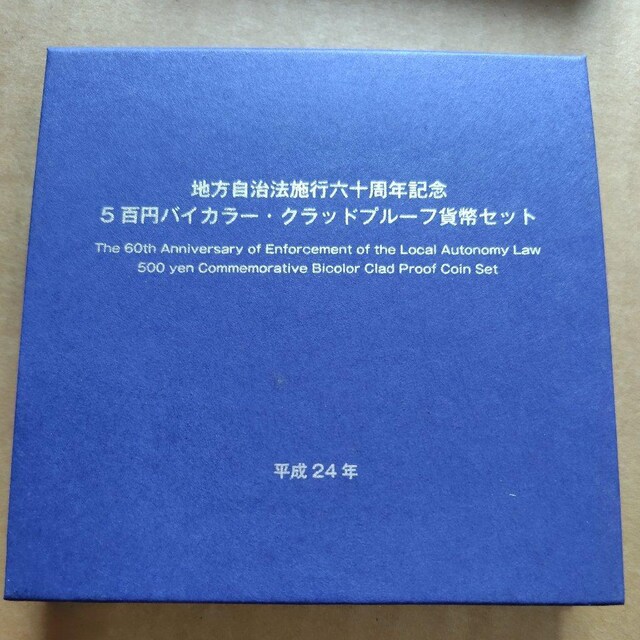 地方自治法施行六十周年記念
５百円バイカラー・クラッドプルーフ貨幣セット
The 60th Anniversary of Enforcement of the Local Autonomy Law
500 yen Commemorative Bicolor Clad Proof Coin Set
平成24年